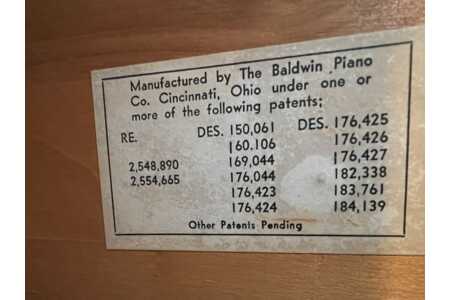 Manufactured by The Baldwin Piano
Co. Cincinnati, Ohio under one or
more of the following patents;
RE. DES. 150,061 DES. 176,425
160.106 176,426
2,548,890 169,044 176,427
2,554,665 176,044 182,338
176,423 183,761
176,424 184,139
Other Patents Pending